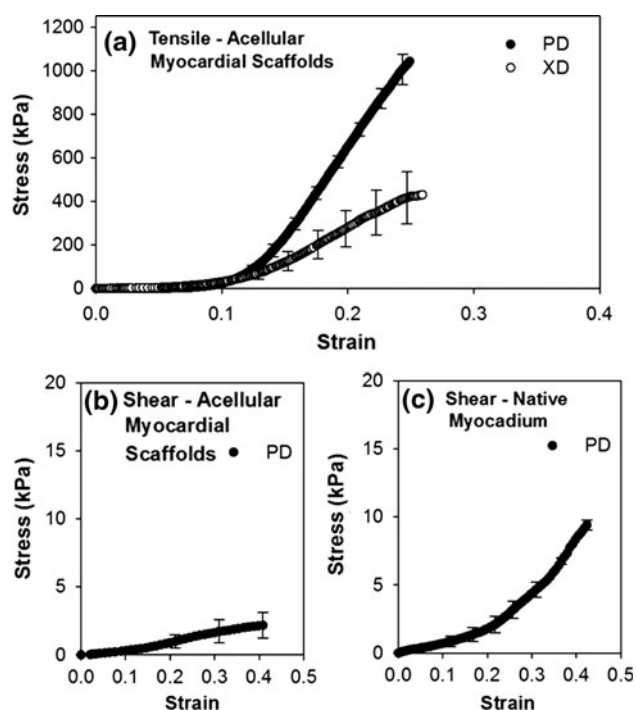 (a) Tensile - Acellular
Myocardial Scaffolds
PD
XD
1200
1000
800
600
400
200
0
Stress (kPa)
0.0 0.1 0.2 0.3 0.4
Strain
(b) Shear - Acellular
Myocardial
Scaffolds PD
20
15
10
5
0
Stress (kPa)
0.0 0.1 0.2 0.3 0.4 0.5
Strain
(c) Shear - Native
Myocadium
PD
20
15
10
5
0
Stress (kPa)
0.0 0.1 0.2 0.3 0.4 0.5
Strain